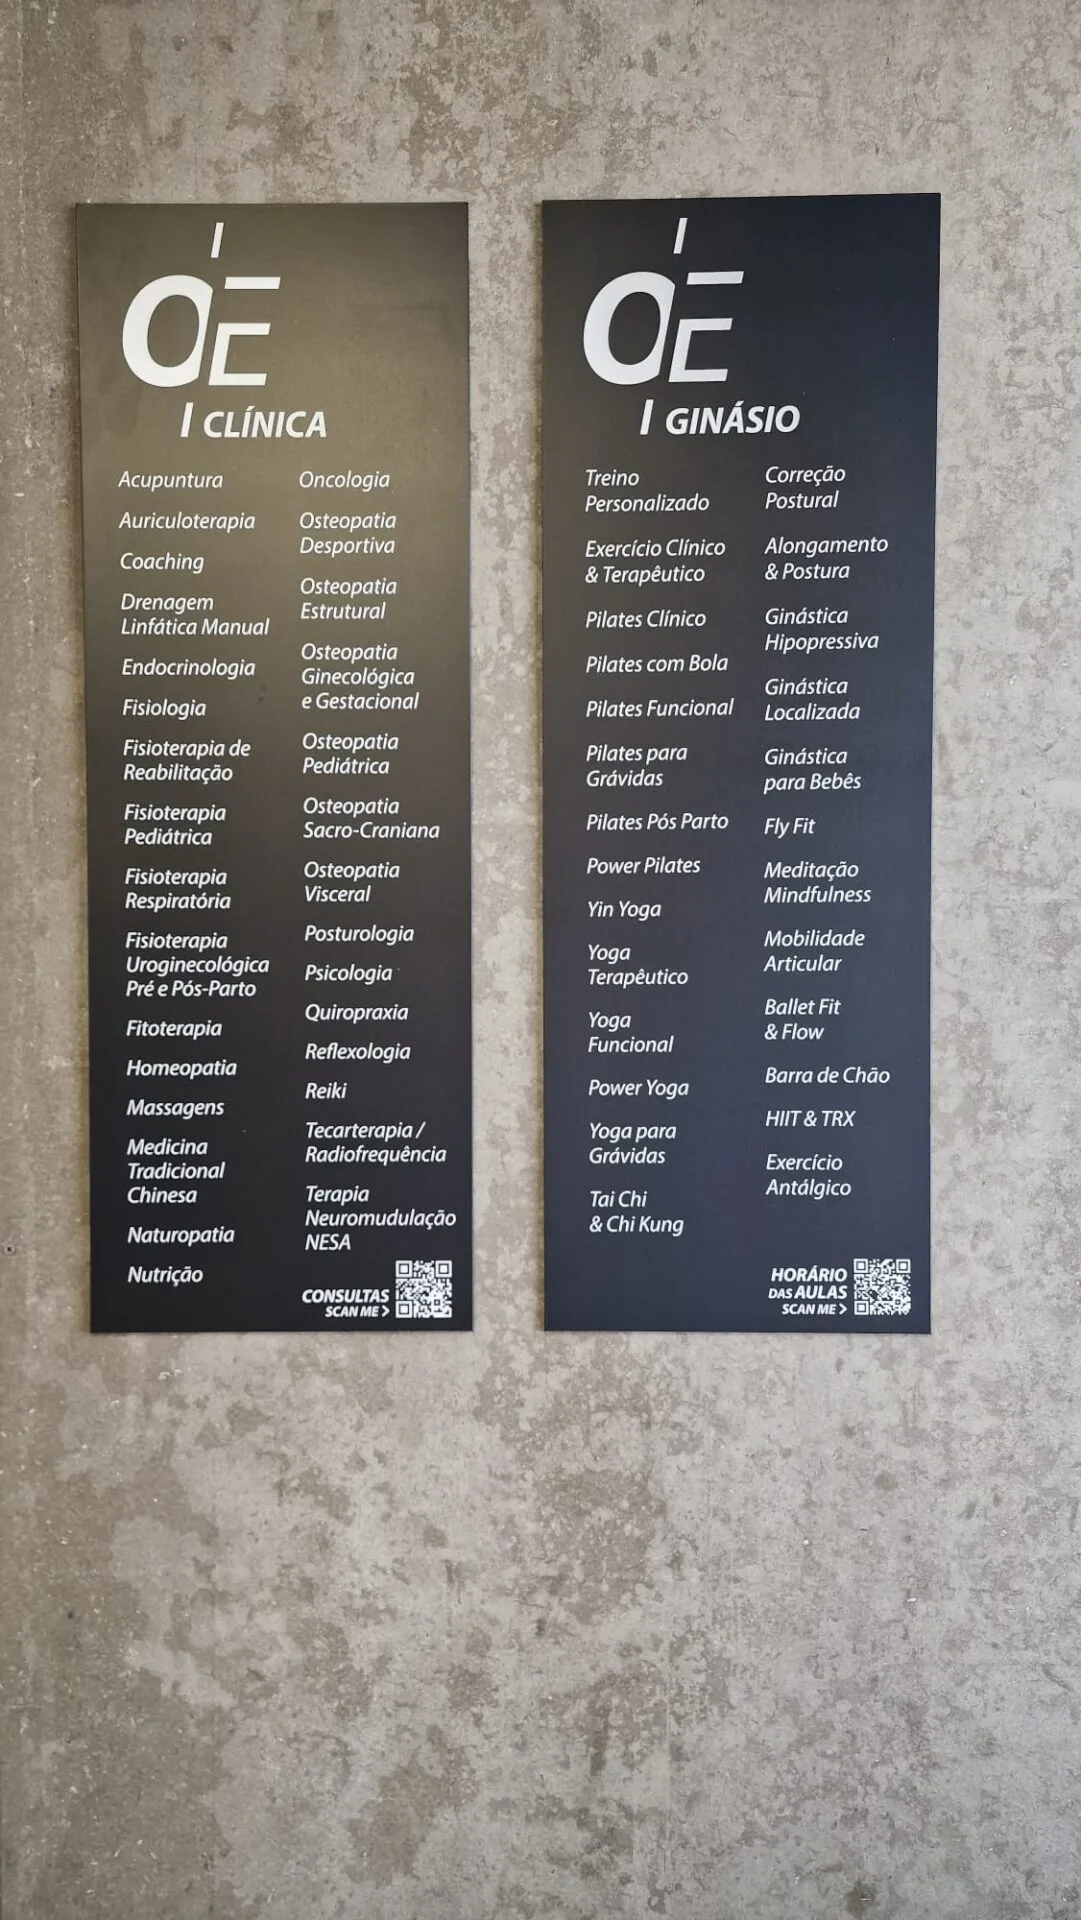 OE
I CLÍNICA
Acupuntura
Auriculoterapia
Coaching
Drenagem
Linfática Manual
Endocrinologia
Fisiologia
Fisioterapia de
Reabilitação
Fisioterapia
Pediátrica
Fisioterapia
Respiratória
Fisioterapia
Uroginecológica
Pré e Pós-Parto
Fitoterapia
Homeopatia
Massagens
Medicina
Tradicional
Chinesa
Naturopatia
Nutrição
Oncologia
Osteopatia
Desportiva
Osteopatia
Estrutural
Osteopatia
Ginecológica
e Gestacional
Osteopatia
Pediátrica
Osteopatia
Sacro-Craniana
Osteopatia
Visceral
Posturologia
Psicologia
Quiropraxia
Reflexologia
Reiki
Tecarterapia /
Radiofrequência
Terapia
Neuromudulação
NESA
CONSULTAS
SCAN ME >
OE
I GINÁSIO
Treino
Personalizado
Exercício Clínico
& Terapêutico
Pilates Clínico
Pilates com Bola
Pilates Funcional
Pilates para
Grávidas
Pilates Pós Parto
Power Pilates
Yin Yoga
Yoga
Terapêutico
Yoga
Funcional
Power Yoga
Yoga para
Grávidas
Tai Chi
& Chi Kung
Correção
Postural
Alongamento
& Postura
Ginástica
Hipopressiva
Ginástica
Localizada
Ginástica
para Bebês
Fly Fit
Meditação
Mindfulness
Mobilidade
Articular
Ballet Fit
& Flow
Barra de Chão
HIIT & TRX
Exercício
Antálgico
HORÁRIO
DAS AULAS
SCAN ME >